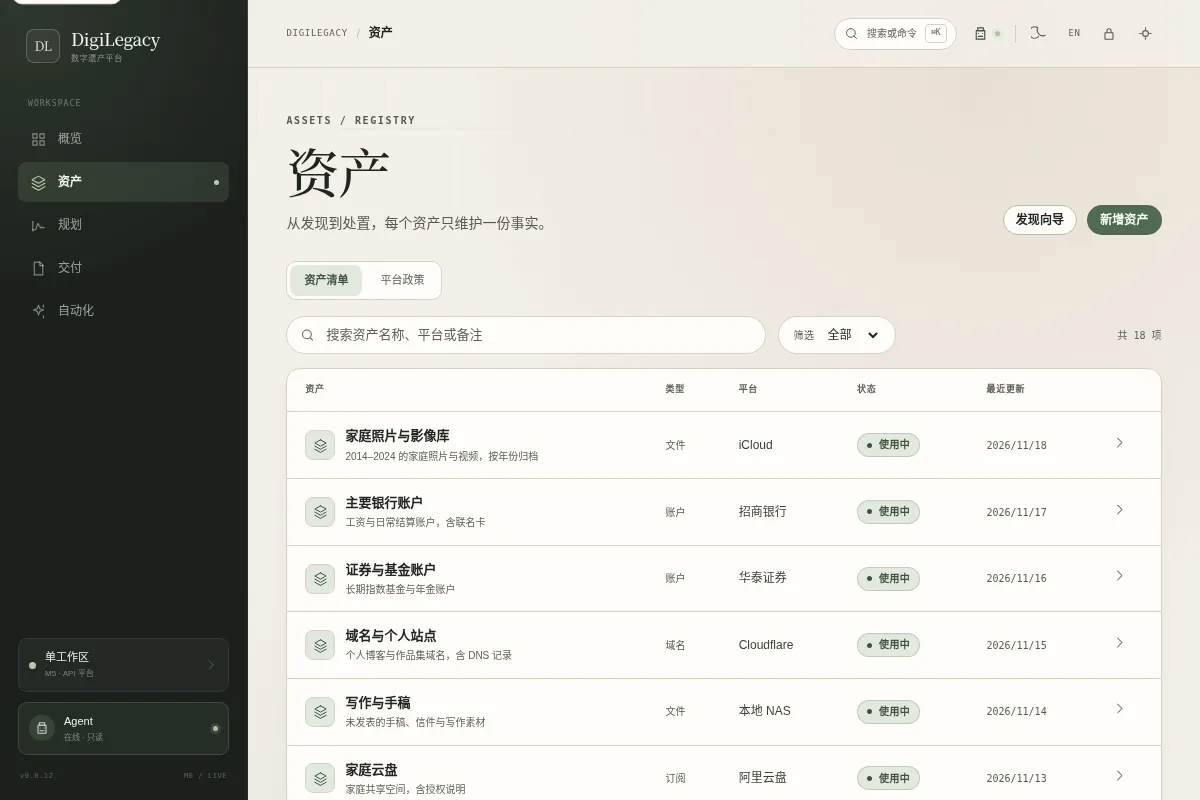 DL
DigiLegacy
数字遗产平台
WORKSPACE
概览
资产
规划
交付
自动化
单工作区
M5 · API 平台
Agent
在线 · 只读
v0.0.12
M0 / LIVE
DIGILEGACY / 资产
搜索或命令
⌘K
EN
ASSETS / REGISTRY
资产
从发现到处置，每个资产只维护一份事实。
发现向导
新增资产
资产清单
平台政策
搜索资产名称、平台或备注
筛选 全部
共 18 项
资产 类型 平台 状态 最近更新
家庭照片与影像库
2014–2024 的家庭照片与视频，按年份归档
文件 iCloud 使用中 2026/11/18
主要银行账户
工资与日常结算账户，含联名卡
账户 招商银行 使用中 2026/11/17
证券与基金账户
长期指数基金与年金账户
账户 华泰证券 使用中 2026/11/16
域名与个人站点
个人博客与作品集域名，含 DNS 记录
域名 Cloudflare 使用中 2026/11/15
写作与手稿
未发表的手稿、信件与写作素材
文件 本地 NAS 使用中 2026/11/14
家庭云盘
家庭共享空间，含授权说明
订阅 阿里云盘 使用中 2026/11/13